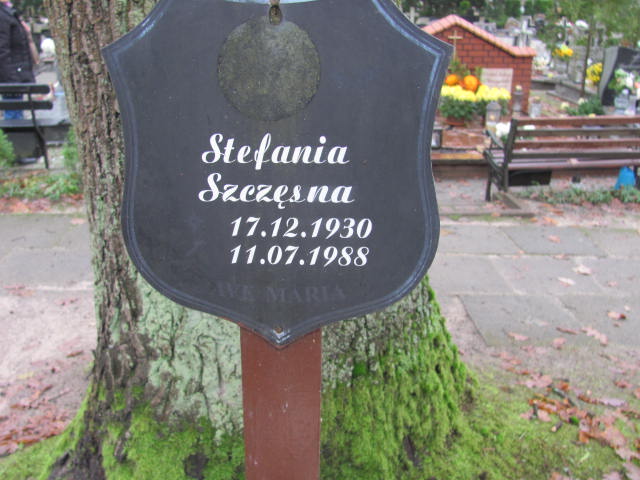 Stefania
Szczęsna
17.12.1930
11.07.1988
AVE MARIA